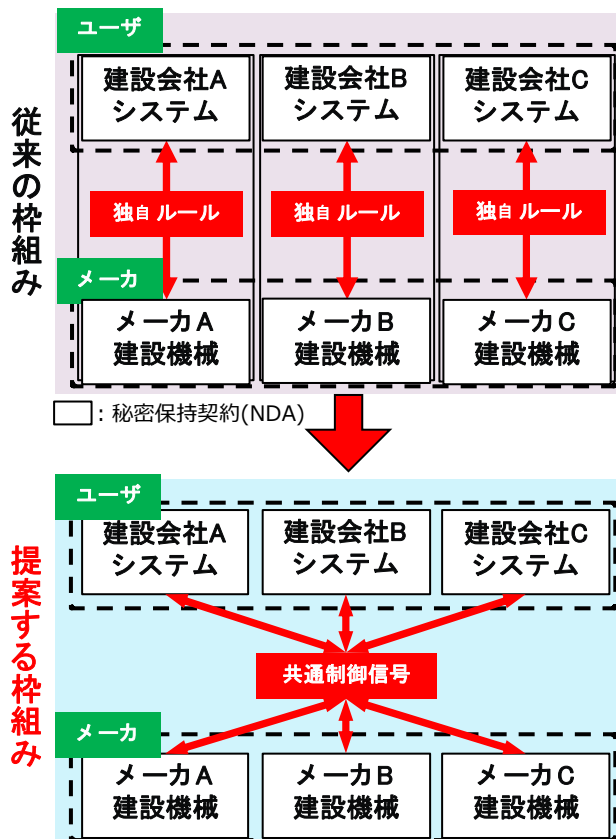 従来の枠組み
ユーザ
建設会社A
システム
建設会社B
システム
建設会社C
システム
独自 ルール
独自 ルール
独自 ルール
メーカ
メーカA
建設機械
メーカB
建設機械
メーカC
建設機械
：秘密保持契約(NDA)
提案する枠組み
ユーザ
建設会社A
システム
建設会社B
システム
建設会社C
システム
共通制御信号
メーカ
メーカA
建設機械
メーカB
建設機械
メーカC
建設機械